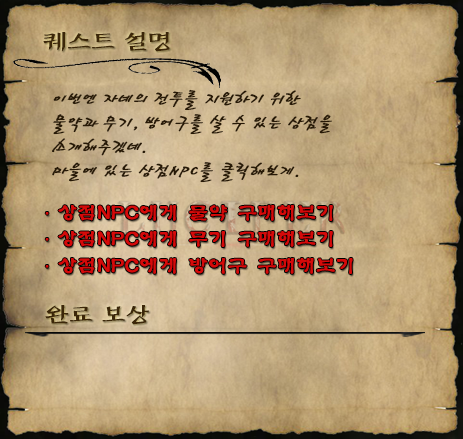 퀘스트 설명
이번엔 자네의 전투를 지원하기 위한
물약과 무기, 방어구를 살 수 있는 상점을
소개해주겠네.
마을에 있는 상점NPC를 클릭해보게.
· 상점NPC에게 물약 구매해보기
· 상점NPC에게 무기 구매해보기
· 상점NPC에게 방어구 구매해보기
완료 보상